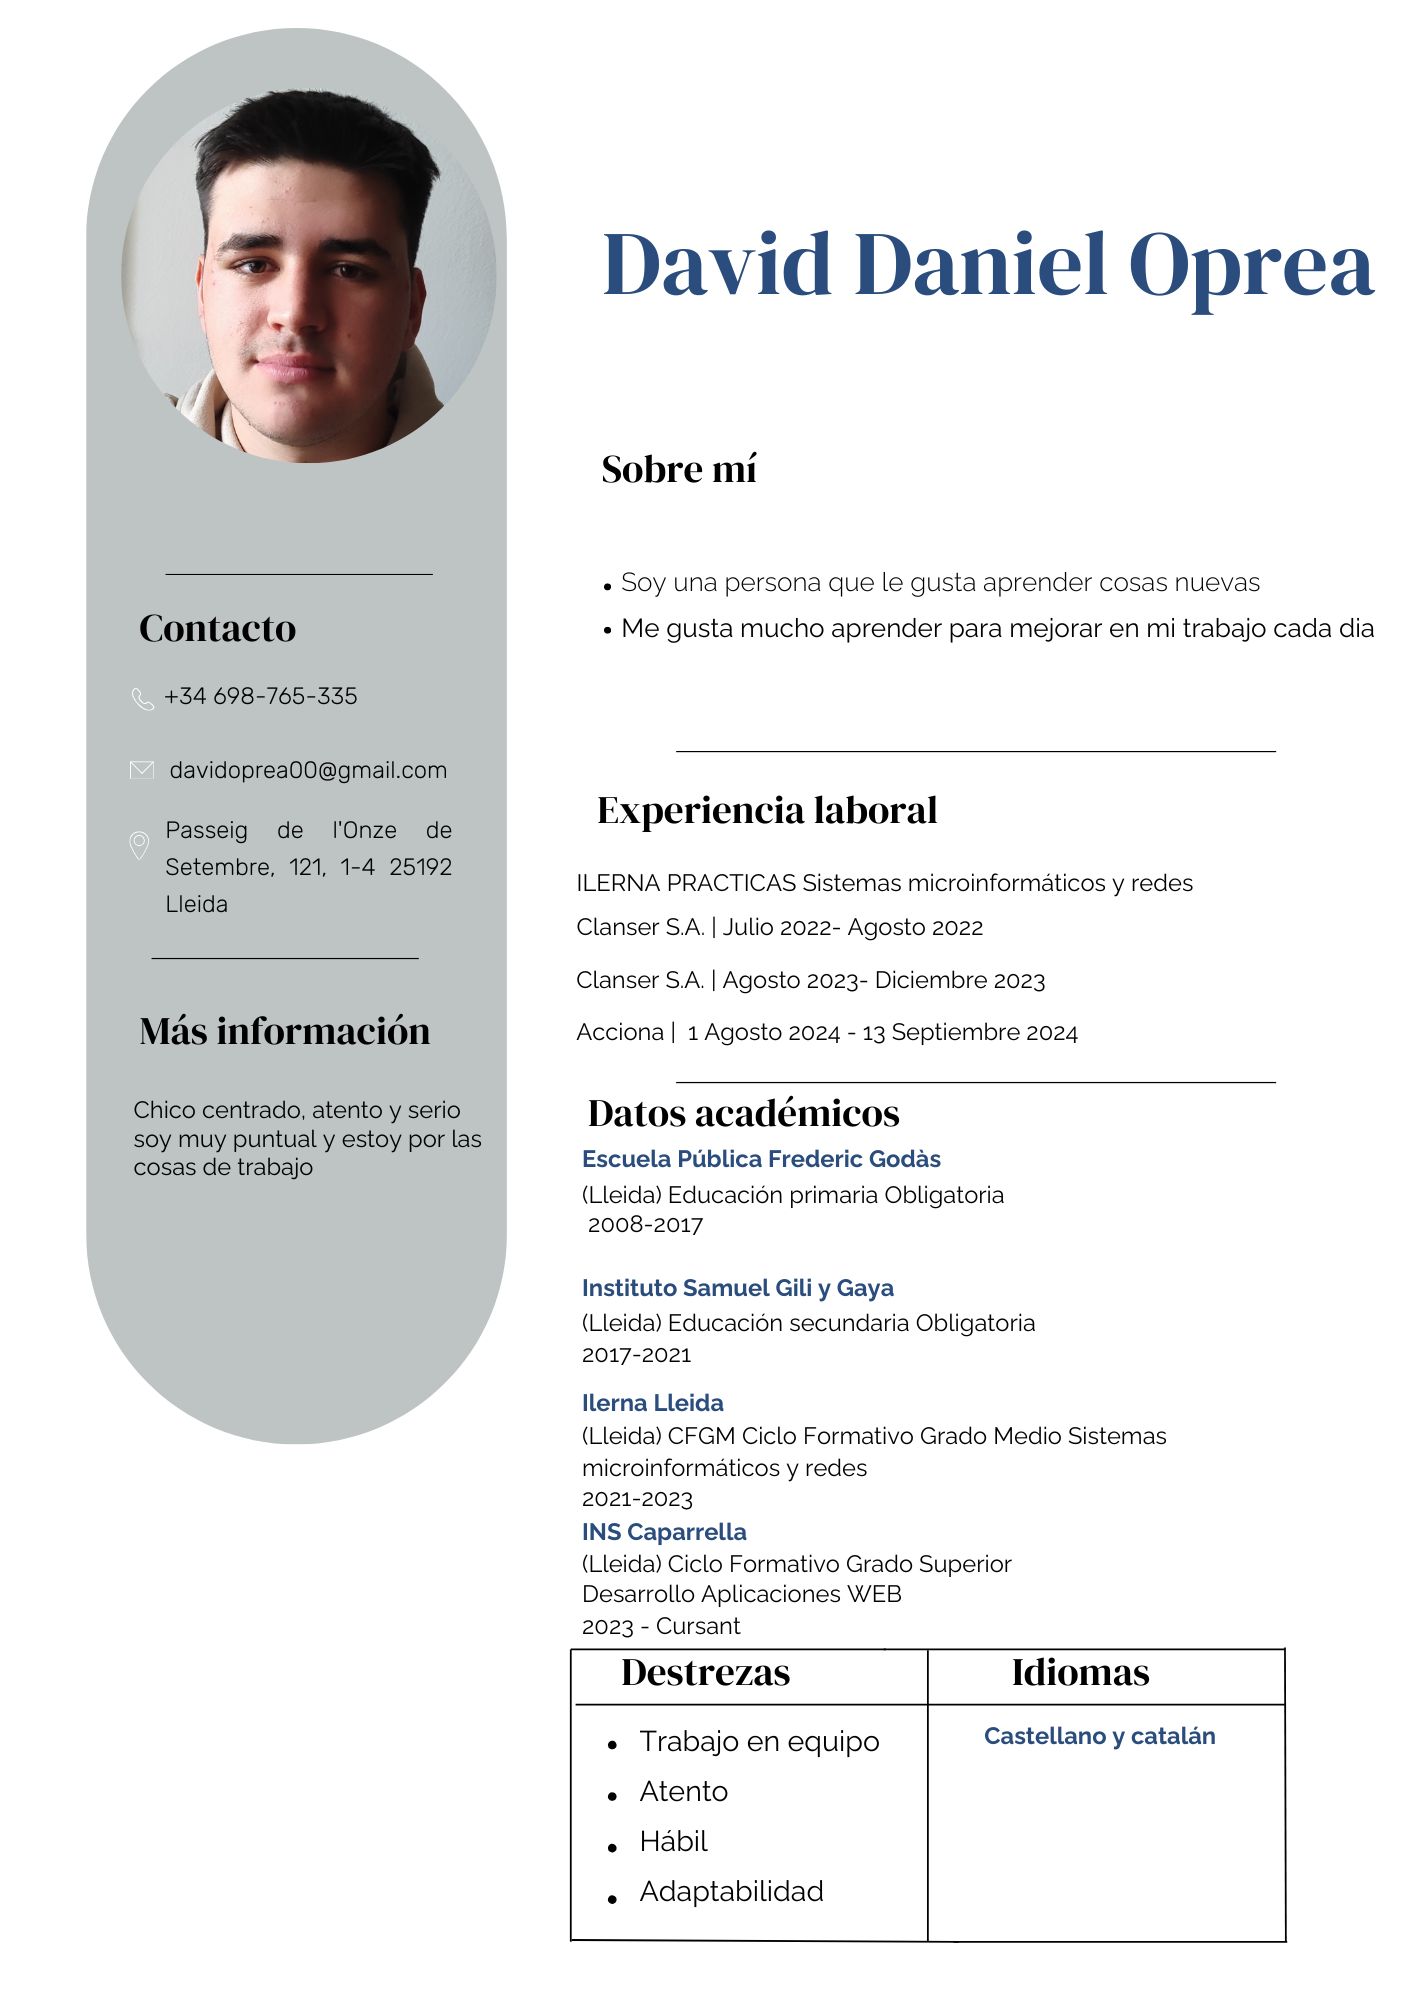 David Daniel Oprea
Sobre mí
Soy una persona que le gusta aprender cosas nuevas
Me gusta mucho aprender para mejorar en mi trabajo cada dia
Contacto
+34 698-765-335
davidoprea00@gmail.com
Passeig de l'Onze de
Setembre, 121, 1-4 25192
Lleida
Más información
Chico centrado, atento y serio
soy muy puntual y estoy por las
cosas de trabajo
Experiencia laboral
ILERNA PRACTICAS Sistemas microinformáticos y redes
Clanser S.A. | Julio 2022- Agosto 2022
Clanser S.A. | Agosto 2023- Diciembre 2023
Acciona | 1 Agosto 2024 - 13 Septiembre 2024
Datos académicos
Escuela Pública Frederic Godàs
(Lleida) Educación primaria Obligatoria
2008-2017
Instituto Samuel Gili y Gaya
(Lleida) Educación secundaria Obligatoria
2017-2021
Ilerna Lleida
(Lleida) CFGM Ciclo Formativo Grado Medio Sistemas
microinformáticos y redes
2021-2023
INS Caparrella
(Lleida) Ciclo Formativo Grado Superior
Desarrollo Aplicaciones WEB
2023 - Cursant
Destrezas
Trabajo en equipo
Atento
Hábil
Adaptabilidad
Idiomas
Castellano y catalán